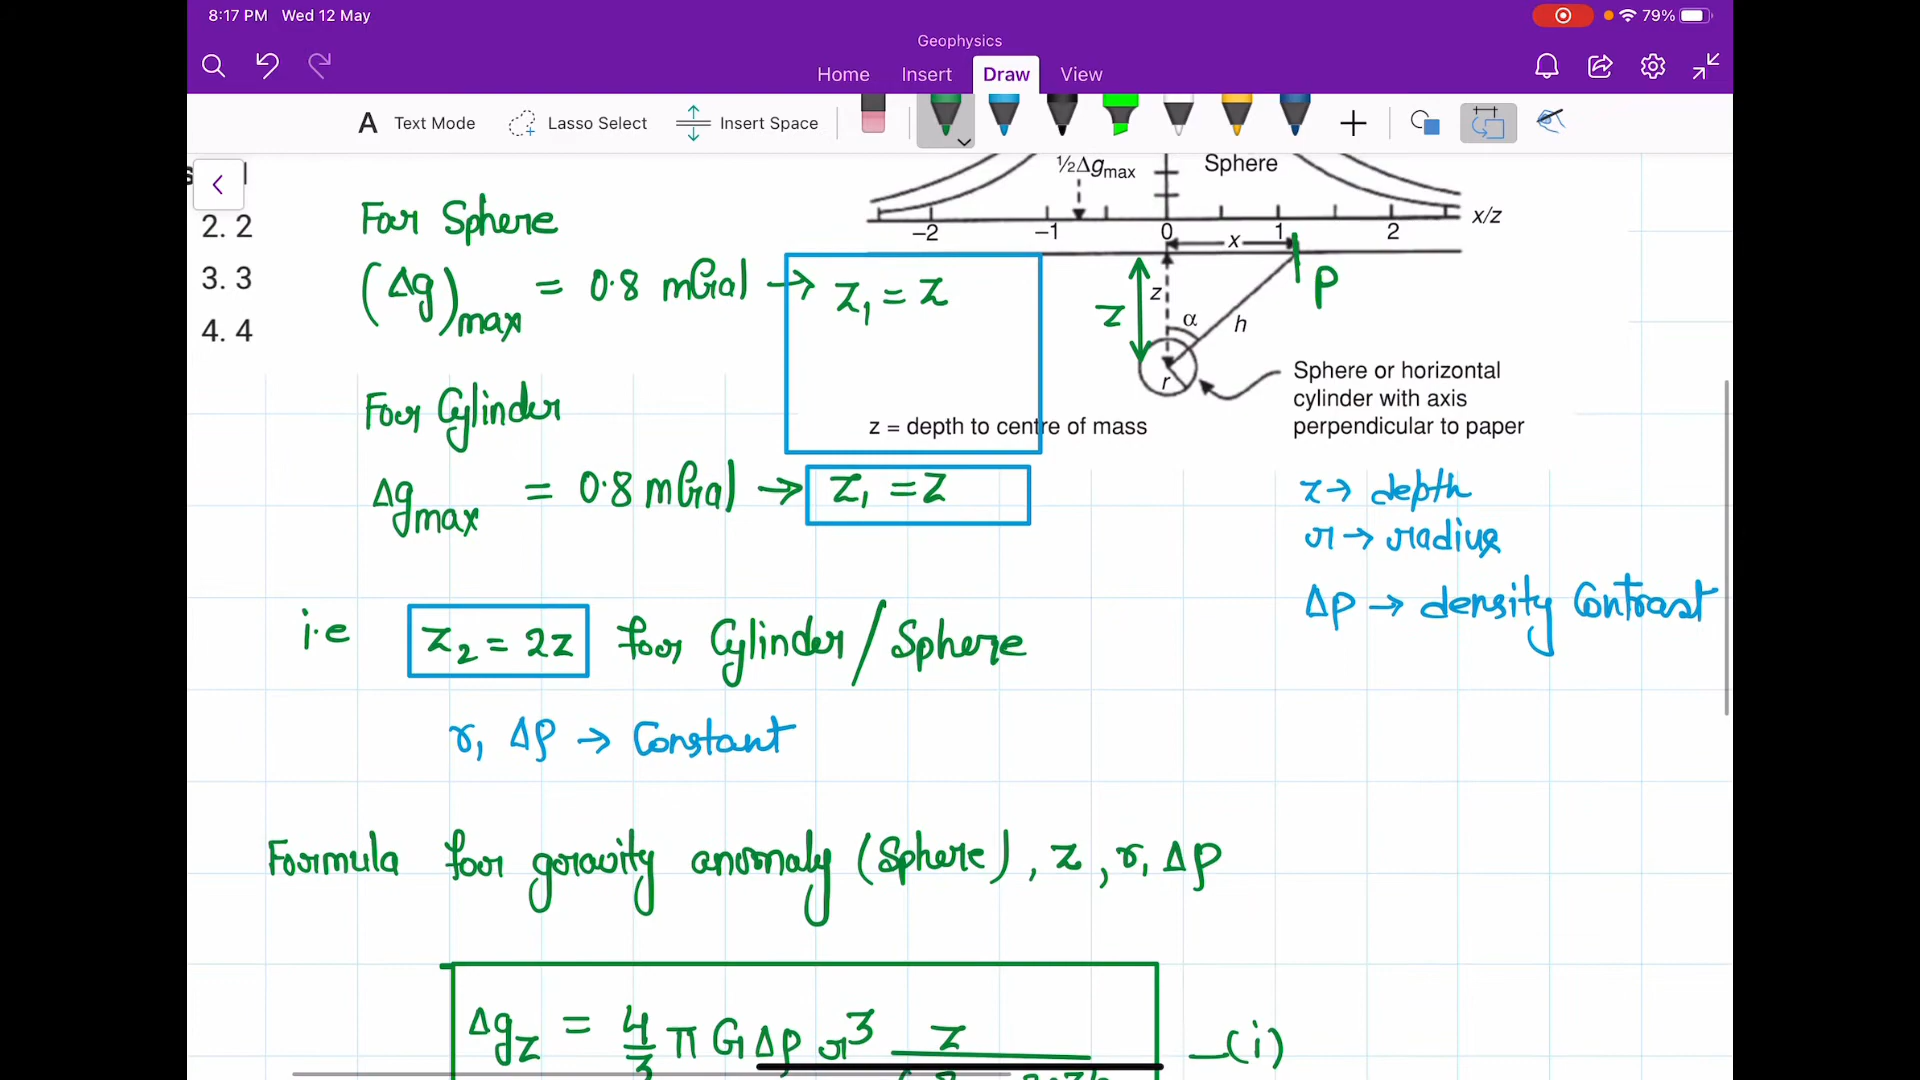 8:17 PM Wed 12 May
79%
Geophysics
Home Insert Draw View
A Text Mode Lasso Select Insert Space
2. 2
3. 3
4. 4
½Δgmax Sphere
x/z
–2 –1 0 1 2
x
P
z
z
α
h
r
Sphere or horizontal
cylinder with axis
perpendicular to paper
z = depth to centre of mass
For Sphere
(Δg)max = 0.8 mGal → z₁ = z
For Cylinder
Δgmax = 0.8 mGal → z₁ = z
z → depth
r → radius
Δρ → density Contrast
i.e z₂ = 2z for Cylinder/Sphere
r, Δρ → Constant
Formula for gravity anomaly (Sphere), z, r, Δρ
Δgz = 4/3 π G Δρ r³ z —(i)